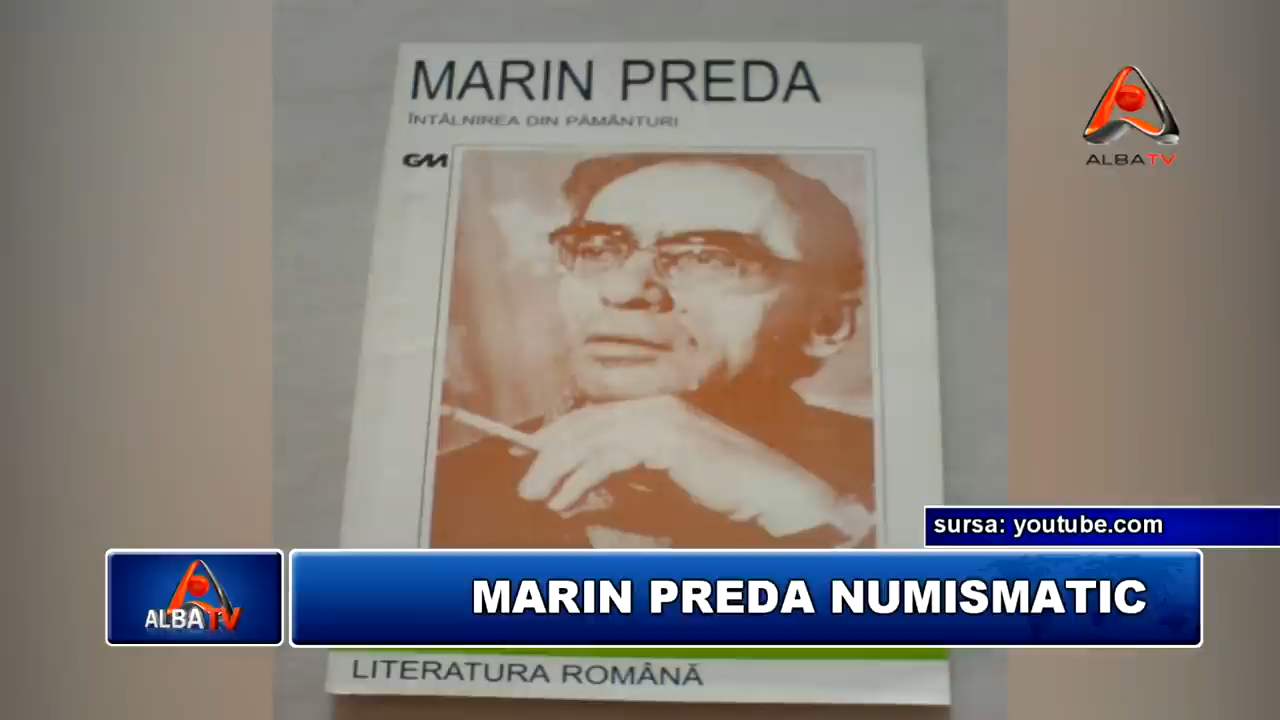 MARIN PREDA
ÎNTÂLNIREA DIN PĂMÂNTURI
GM
ALBATV
sursa: youtube.com
ALBATV
MARIN PREDA NUMISMATIC
LITERATURA ROMÂNĂ